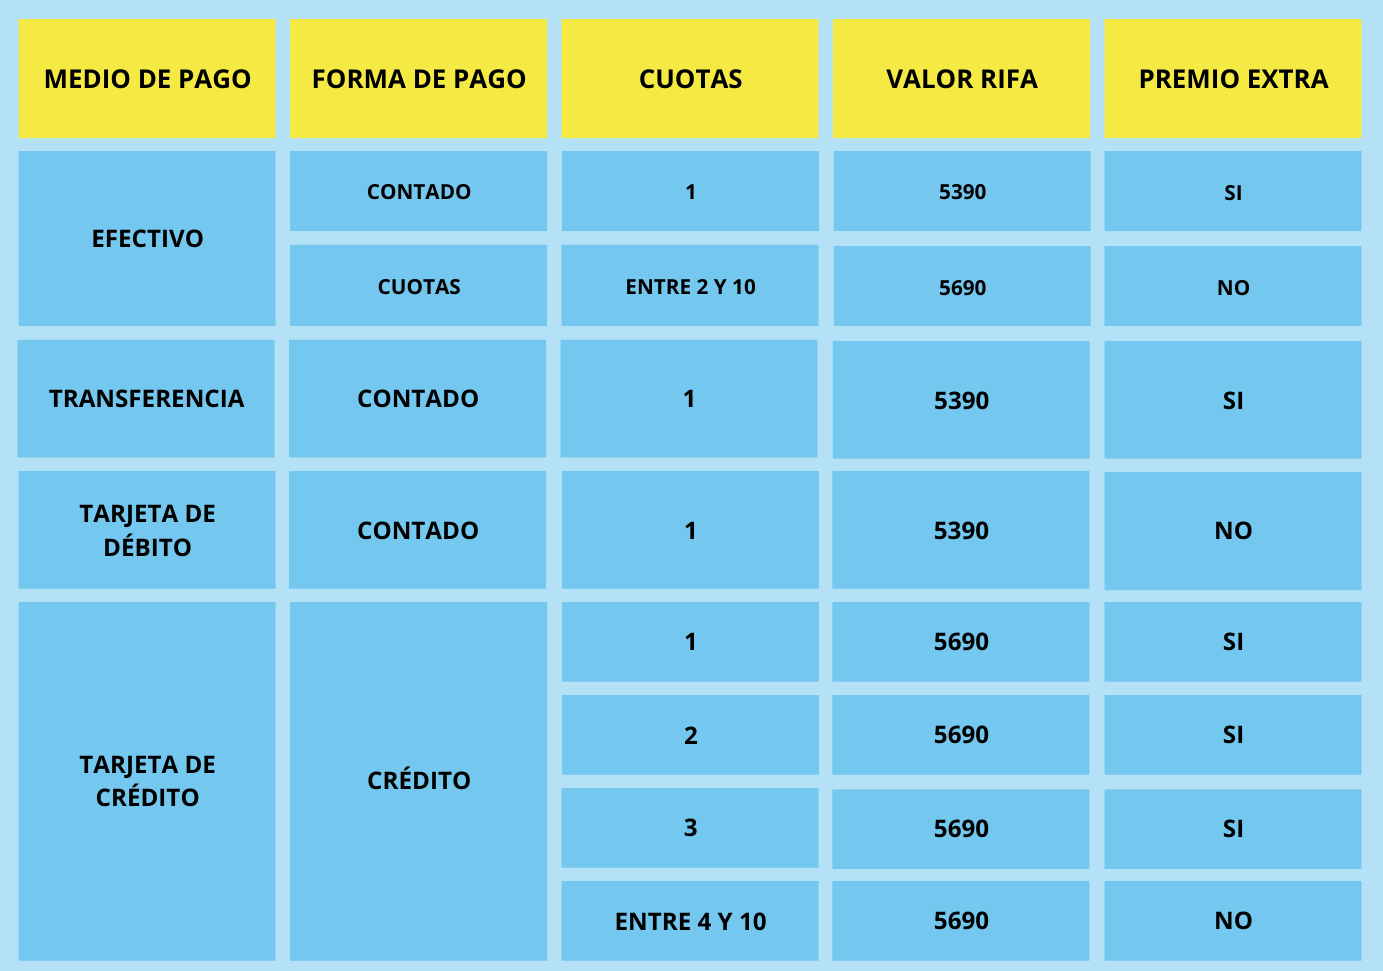 MEDIO DE PAGO
FORMA DE PAGO
CUOTAS
VALOR RIFA
PREMIO EXTRA
EFECTIVO
CONTADO
1
5390
SI
CUOTAS
ENTRE 2 Y 10
5690
NO
TRANSFERENCIA
CONTADO
1
5390
SI
TARJETA DE
DÉBITO
CONTADO
1
5390
NO
TARJETA DE
CRÉDITO
CRÉDITO
1
5690
SI
2
5690
SI
3
5690
SI
ENTRE 4 Y 10
5690
NO